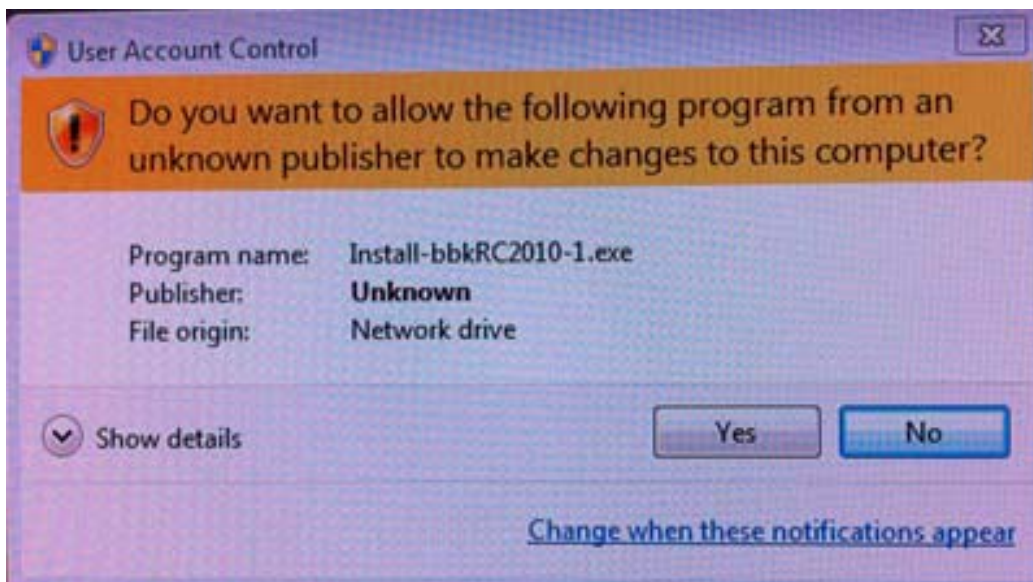 User Account Control
Do you want to allow the following program from an
unknown publisher to make changes to this computer?
Program name: Install-bbkRC2010-1.exe
Publisher: Unknown
File origin: Network drive
Show details
Yes No
Change when these notifications appear